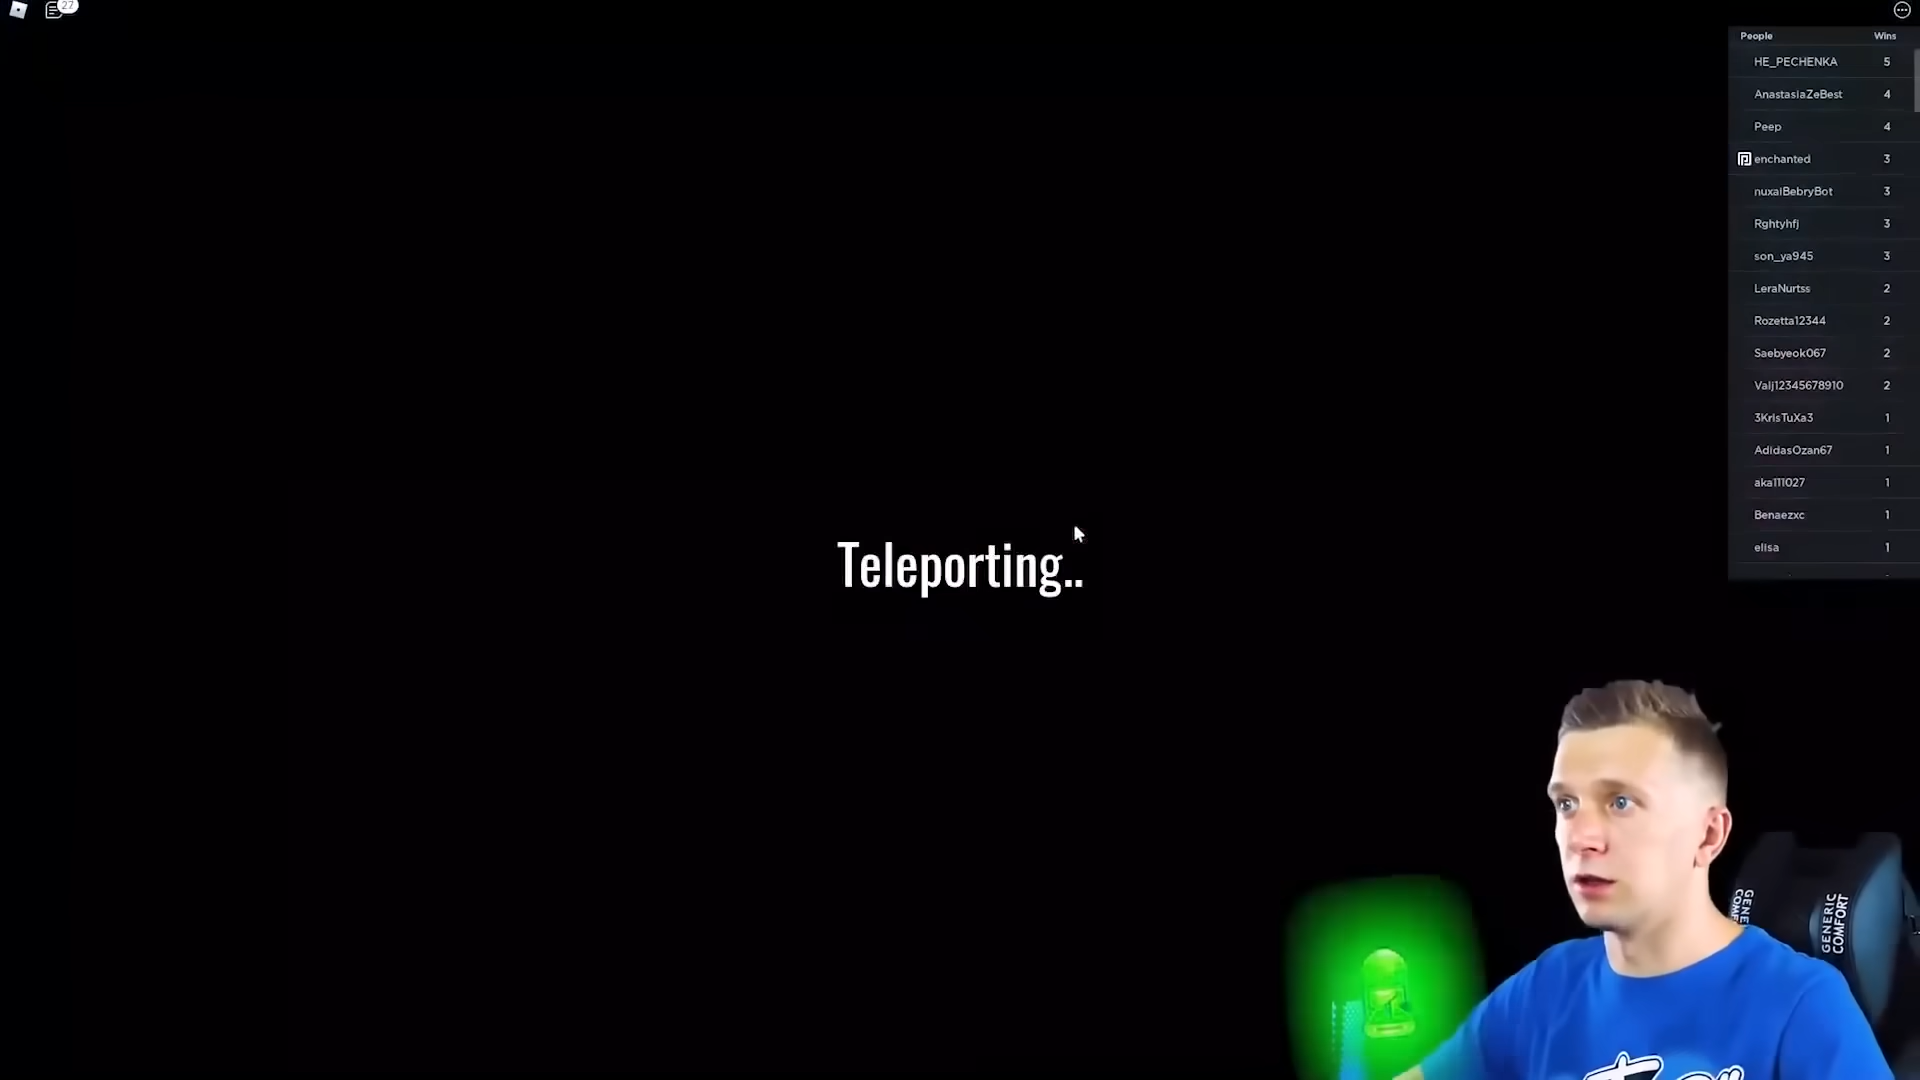 27
People Wins
HE_PECHENKA 5
AnastasiaZeBest 4
Peep 4
enchanted 3
nuxalBebryBot 3
Rghtyhfj 3
son_ya945 3
LeraNurtss 2
Rozetta12344 2
Saebyeok067 2
Valj12345678910 2
3KrisTuXa3 1
AdidasOzan67 1
aka111027 1
Benaezxc 1
elisa 1
Teleporting..
GENERIC
COMFORT